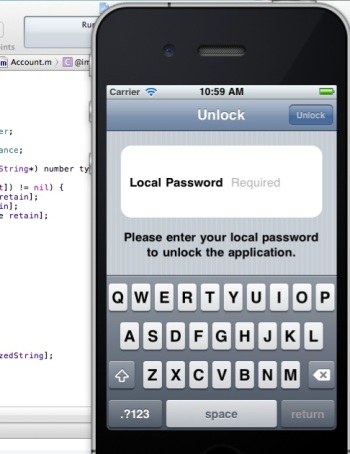 Ru
ints
m Account.m
C @im
er;
ance;
String*) number ty
t]) != nil) {
retain];
in];
e retain];
zedString];
Carrier
10:59 AM
Unlock
Unlock
Local Password Required
Please enter your local password
to unlock the application.
Q W E R T Y U I O P
A S D F G H J K L
Z X C V B N M
.?123 space return